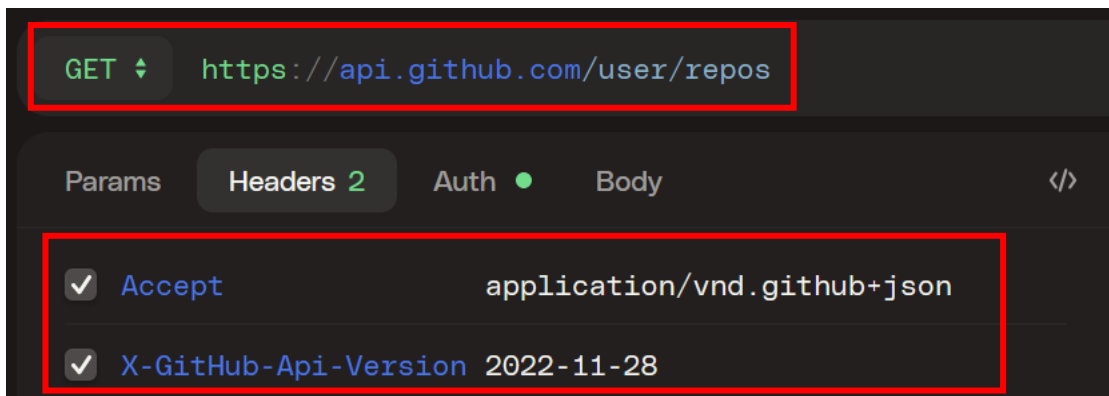 GET https://api.github.com/user/repos
Params Headers 2 Auth Body </>
Accept application/vnd.github+json
X-GitHub-Api-Version 2022-11-28